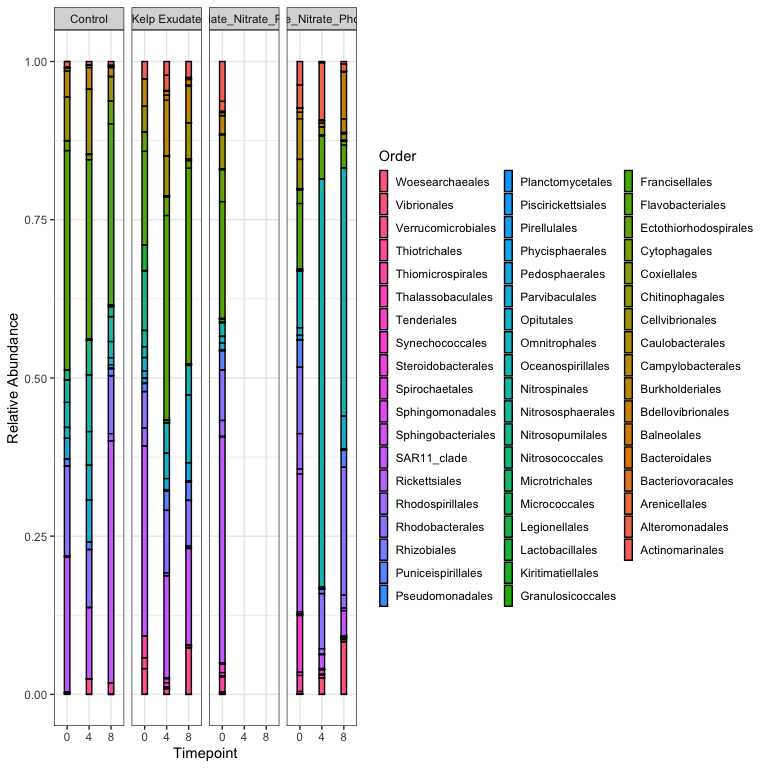 Control
Kelp Exudate
Relative Abundance
1.00
0.75
0.50
0.25
0.00
0 4 8 0 4 8 0 4 8 0 4 8
Timepoint
Order
Woesearchaeales
Vibrionales
Verrucomicrobiales
Thiotrichales
Thiomicrospirales
Thalassobaculales
Tenderiales
Synechococcales
Steroidobacterales
Spirochaetales
Sphingomonadales
Sphingobacteriales
SAR11_clade
Rickettsiales
Rhodospirillales
Rhodobacterales
Rhizobiales
Puniceispirillales
Pseudomonadales
Planctomycetales
Piscirickettsiales
Pirellulales
Phycisphaerales
Pedosphaerales
Parvibaculales
Opitutales
Omnitrophales
Oceanospirillales
Nitrospinales
Nitrososphaerales
Nitrosopumilales
Nitrosococcales
Microtrichales
Micrococcales
Legionellales
Lactobacillales
Kiritimatiellales
Granulosicoccales
Francisellales
Flavobacteriales
Ectothiorhodospirales
Cytophagales
Coxiellales
Chitinophagales
Cellvibrionales
Caulobacterales
Campylobacterales
Burkholderiales
Bdellovibrionales
Balneolales
Bacteroidales
Bacteriovoracales
Arenicellales
Alteromonadales
Actinomarinales